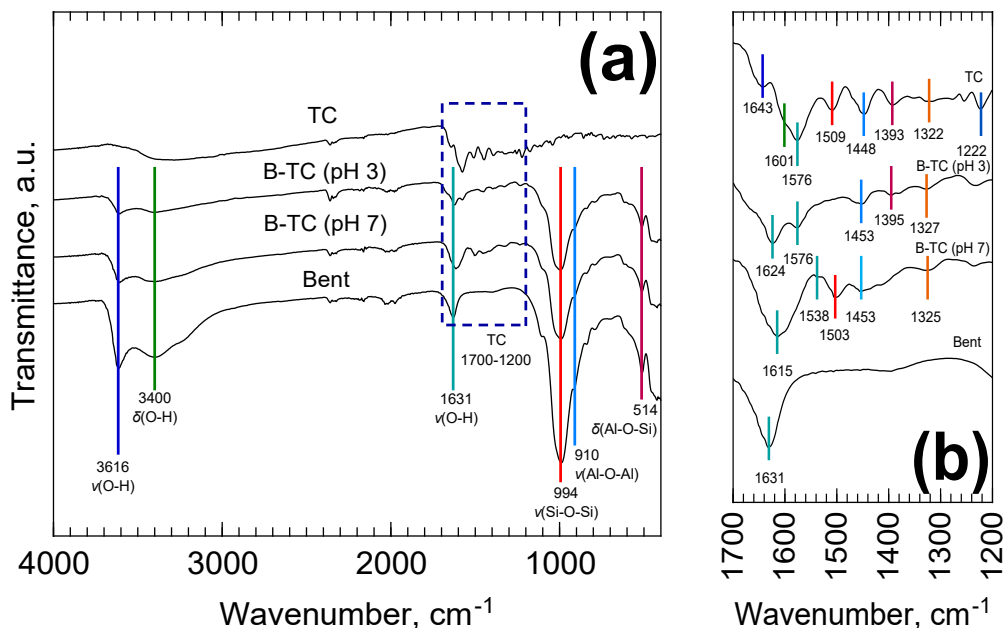 (a)
TC
B-TC (pH 3)
B-TC (pH 7)
Bent
TC
1700-1200
3400
δ(O-H)
1631
ν(O-H)
514
δ(Al-O-Si)
3616
ν(O-H)
910
ν(Al-O-Al)
994
ν(Si-O-Si)
Transmittance, a.u.
4000
3000
2000
1000
Wavenumber, cm-1
TC
1643
1601
1576
1509
1448
1393
1322
1222
B-TC (pH 3)
1624
1576
1453
1395
1327
B-TC (pH 7)
1615
1538
1503
1453
1325
Bent
1631
(b)
1700
1600
1500
1400
1300
1200
Wavenumber, cm-1